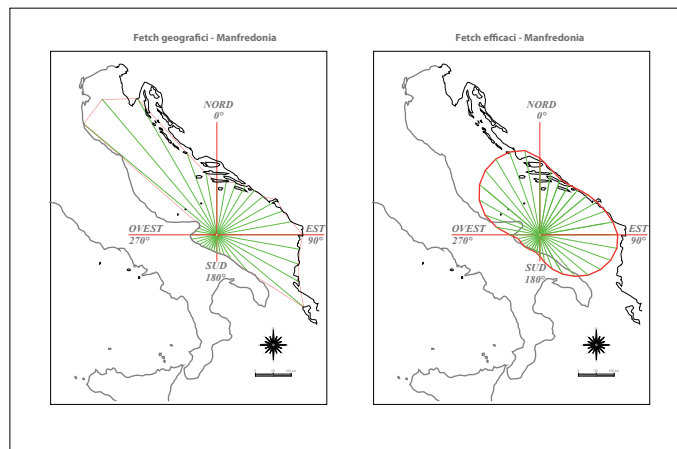 Fetch geografici - Manfredonia
NORD
0°
OVEST
270°
EST
90°
SUD
180°
Fetch efficaci - Manfredonia
NORD
0°
OVEST
270°
EST
90°
SUD
180°